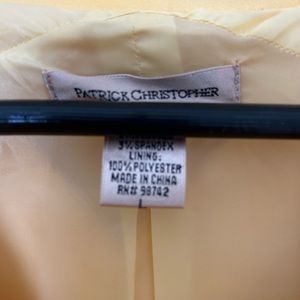 PATRICK CHRISTOPHER
3% SPANDEX
LINING:
100% POLYESTER
MADE IN CHINA
RN# 98742
L